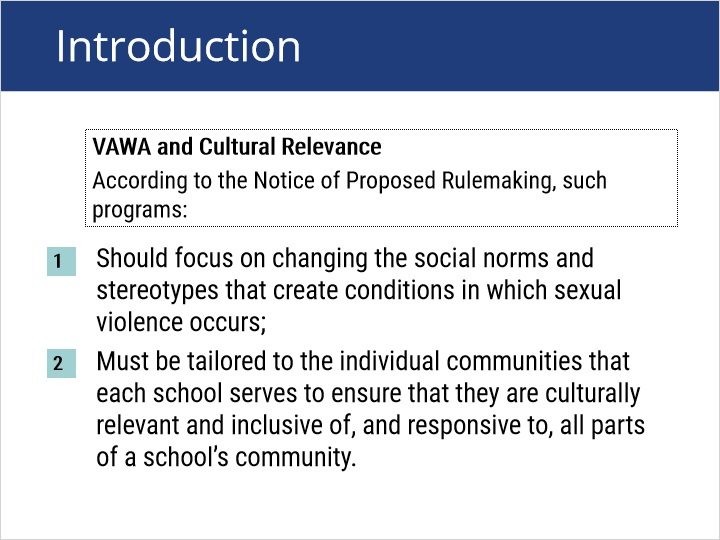 Introduction
VAWA and Cultural Relevance
According to the Notice of Proposed Rulemaking, such
programs:
1 Should focus on changing the social norms and
stereotypes that create conditions in which sexual
violence occurs;
2 Must be tailored to the individual communities that
each school serves to ensure that they are culturally
relevant and inclusive of, and responsive to, all parts
of a school’s community.